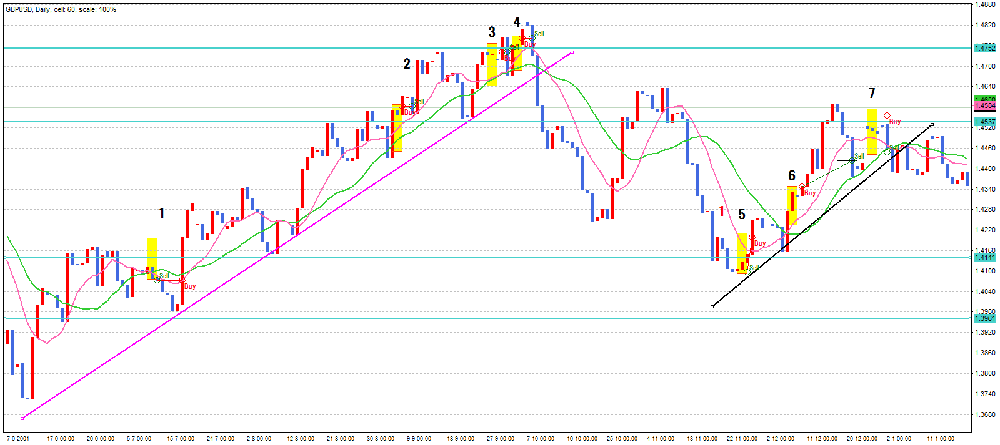 GBPUSD, Daily, cell: 60, scale: 100%
1.4880
1.4820
1.4752
1.4700
1.4640
1.4600
1.4584
1.4537
1.4520
1.4460
1.4400
1.4340
1.4280
1.4220
1.4160
1.4141
1.4100
1.4040
1.3980
1.3961
1.3920
1.3860
1.3800
1.3740
1.3680
1
Sell
Buy
2
Sell
Buy
3
Sell
Buy
4
Sell
Buy
1
5
Buy
Sell
6
Sell
Buy
7
Buy
Sell
7 6 2001
17 6 00:00
26 6 00:00
5 7 00:00
15 7 00:00
24 7 00:00
2 8 00:00
12 8 00:00
21 8 00:00
30 8 00:00
9 9 00:00
18 9 00:00
27 9 00:00
7 10 00:00
16 10 00:00
25 10 00:00
4 11 00:00
13 11 00:00
22 11 00:00
2 12 00:00
11 12 00:00
20 12 00:00
2 1 00:00
11 1 00:00